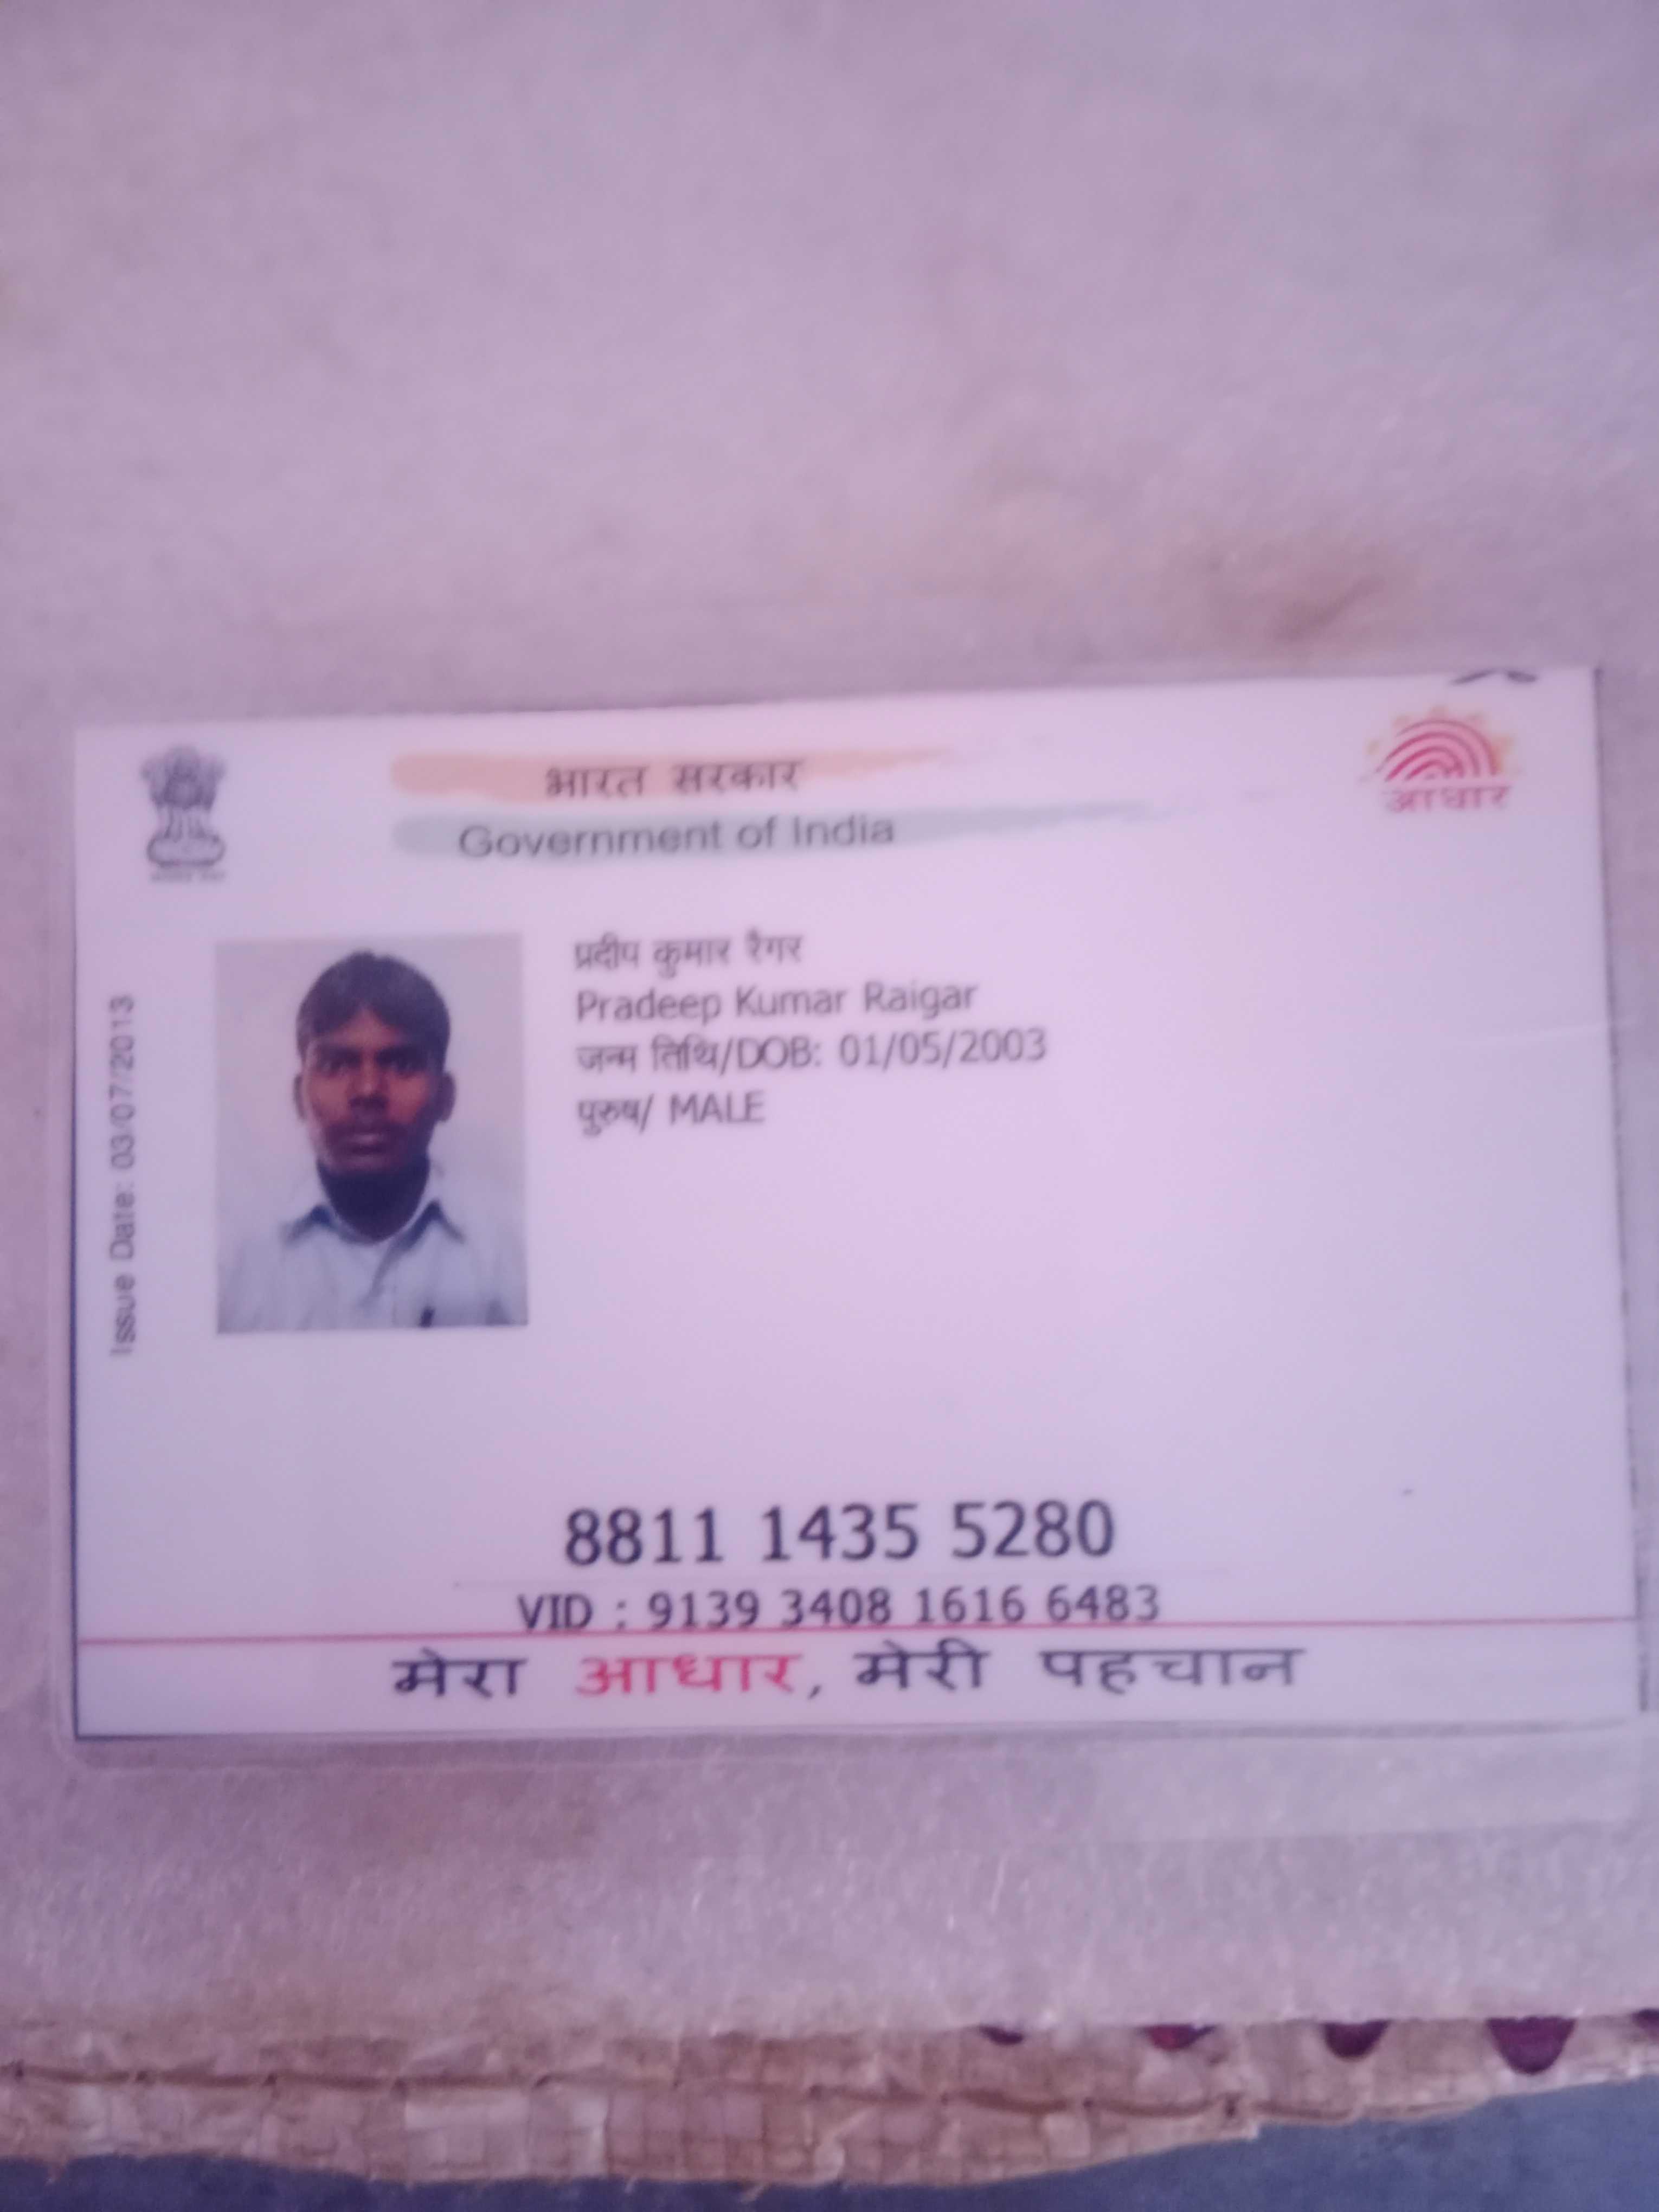 भारत सरकार
Government of India
आधार
प्रदीप कुमार रैगर
Pradeep Kumar Raigar
जन्म तिथि/DOB: 01/05/2003
पुरुष/ MALE
Issue Date: 03/07/2013
8811 1435 5280
VID : 9139 3408 1616 6483
मेरा आधार, मेरी पहचान